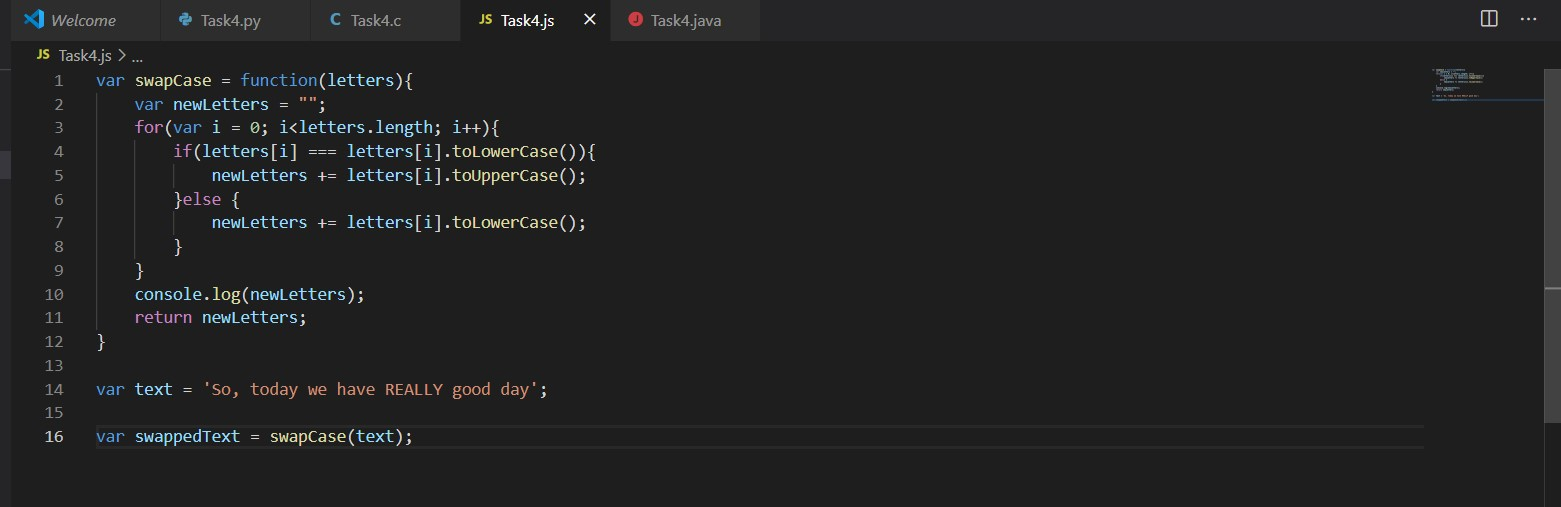 Welcome Task4.py C Task4.c JS Task4.js × J Task4.java ...
JS Task4.js > ...
1 var swapCase = function(letters){
2     var newLetters = "";
3     for(var i = 0; i<letters.length; i++){
4         if(letters[i] === letters[i].toLowerCase()){
5             newLetters += letters[i].toUpperCase();
6         }else {
7             newLetters += letters[i].toLowerCase();
8         }
9     }
10     console.log(newLetters);
11     return newLetters;
12 }
13
14 var text = 'So, today we have REALLY good day';
15
16 var swappedText = swapCase(text);